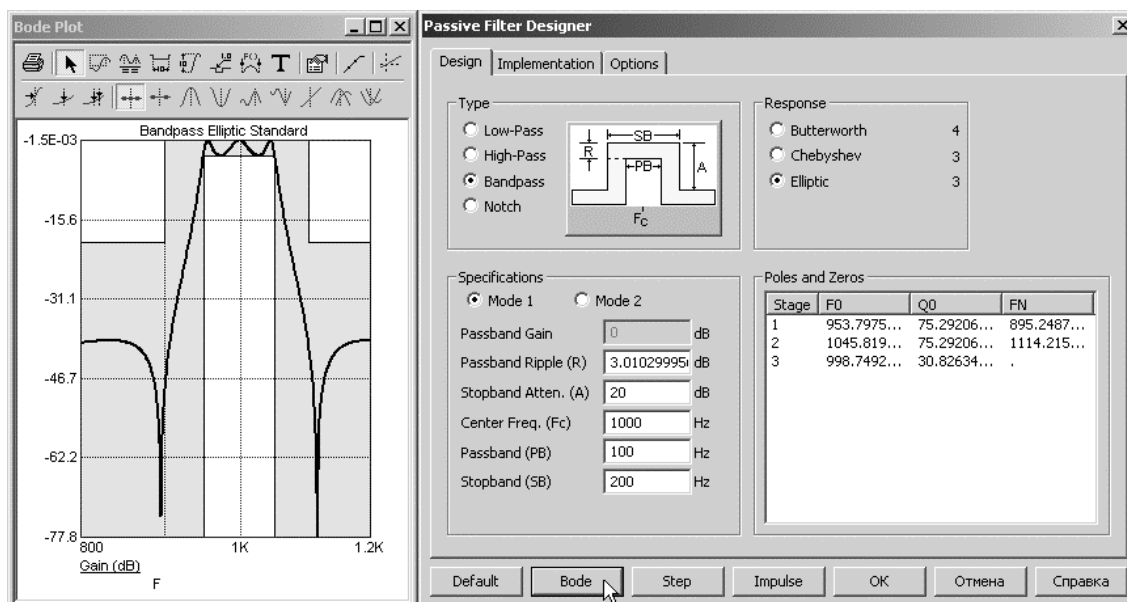 Bode Plot
Bandpass Elliptic Standard
-1.5E-03
-15.6
-31.1
-46.7
-62.2
-77.8
800 1K 1.2K
Gain (dB)
F
Passive Filter Designer
Design Implementation Options
Type
Low-Pass
High-Pass
Bandpass
Notch
SB
R
PB
A
FC
Response
Butterworth 4
Chebyshev 3
Elliptic 3
Specifications
Mode 1 Mode 2
Passband Gain 0 dB
Passband Ripple (R) 3.01029995 dB
Stopband Atten. (A) 20 dB
Center Freq. (Fc) 1000 Hz
Passband (PB) 100 Hz
Stopband (SB) 200 Hz
Poles and Zeros
Stage F0 Q0 FN
1 953.7975... 75.29206... 895.2487...
2 1045.819... 75.29206... 1114.215...
3 998.7492... 30.82634... .
Default Bode Step Impulse OK Отмена Справка